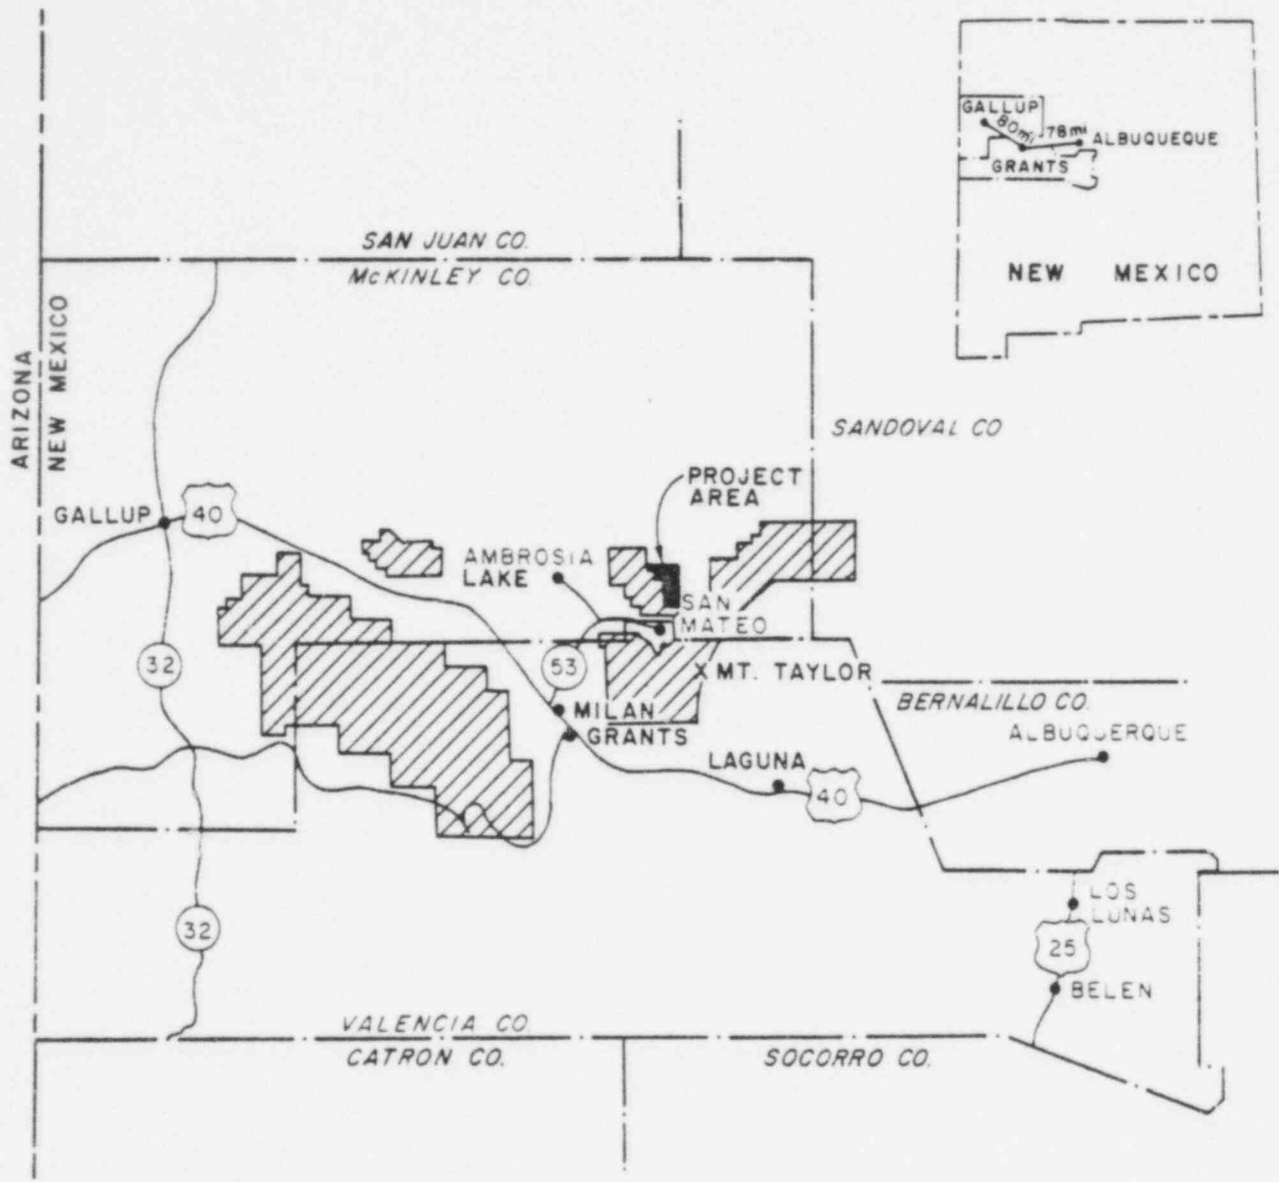 GALLUP
80mi
78mi
ALBUQUEQUE
GRANTS
NEW MEXICO
SAN JUAN CO.
McKINLEY CO.
ARIZONA
NEW MEXICO
SANDOVAL CO
PROJECT
AREA
GALLUP
40
AMBROSIA
LAKE
SAN
MATEO
32
53
X MT. TAYLOR
BERNALILLO CO.
MILAN
GRANTS
ALBUQUERQUE
LAGUNA
40
LOS
LUNAS
32
25
BELEN
VALENCIA CO.
CATRON CO.
SOCORRO CO.